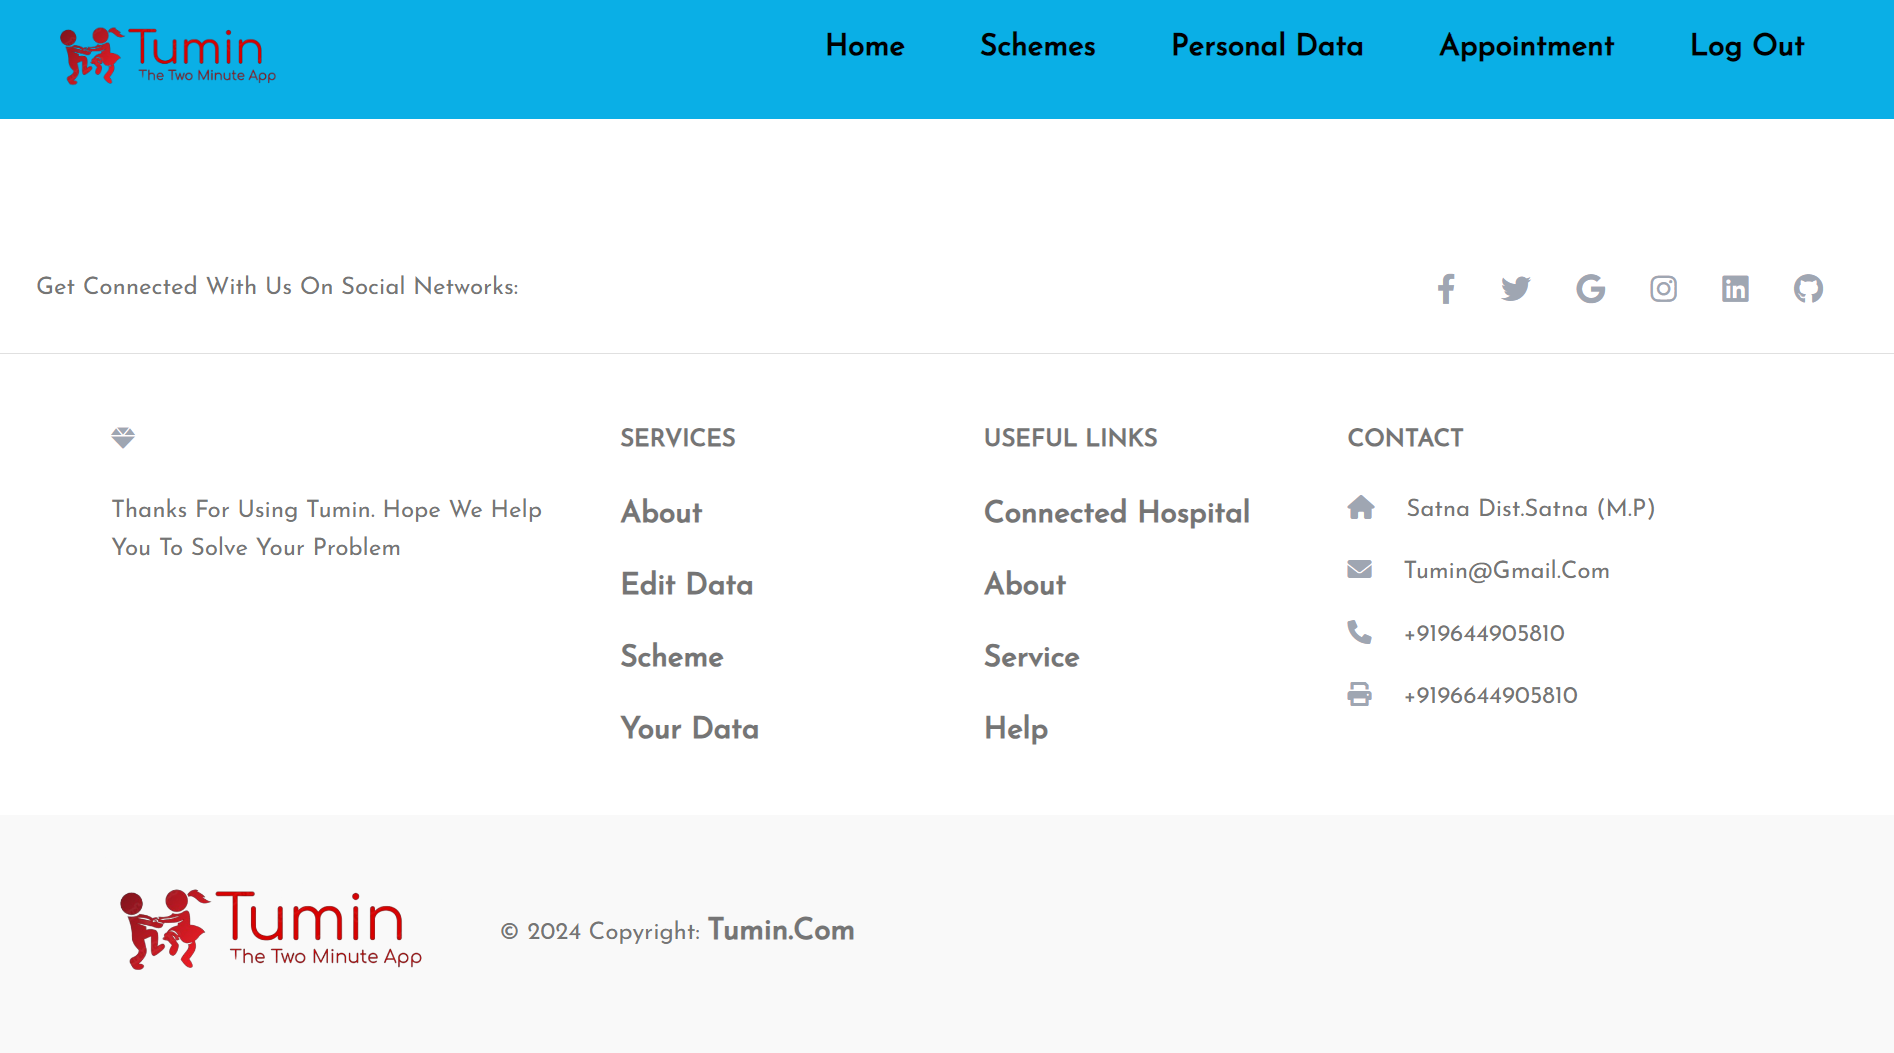 Tumin
The Two Minute App
Home
Schemes
Personal Data
Appointment
Log Out
Get Connected With Us On Social Networks:
Thanks For Using Tumin. Hope We Help
You To Solve Your Problem
SERVICES
About
Edit Data
Scheme
Your Data
USEFUL LINKS
Connected Hospital
About
Service
Help
CONTACT
Satna Dist.Satna (M.P)
Tumin@Gmail.Com
+919644905810
+9196644905810
Tumin
The Two Minute App
© 2024 Copyright: Tumin.Com